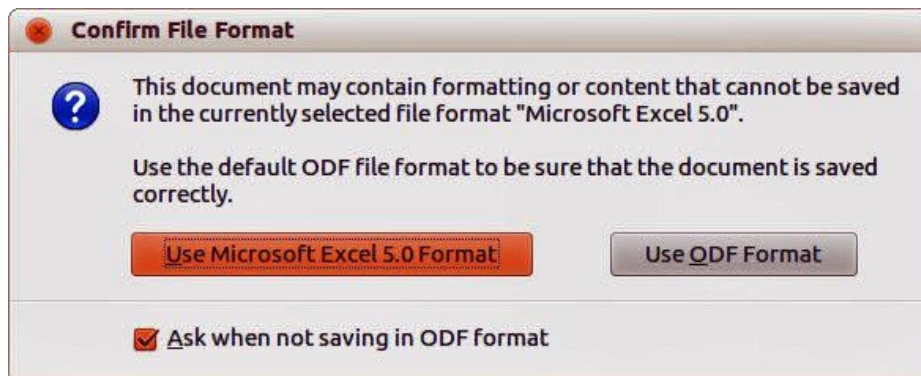 Confirm File Format
This document may contain formatting or content that cannot be saved
in the currently selected file format "Microsoft Excel 5.0".
Use the default ODF file format to be sure that the document is saved
correctly.
Use Microsoft Excel 5.0 Format
Use ODF Format
Ask when not saving in ODF format